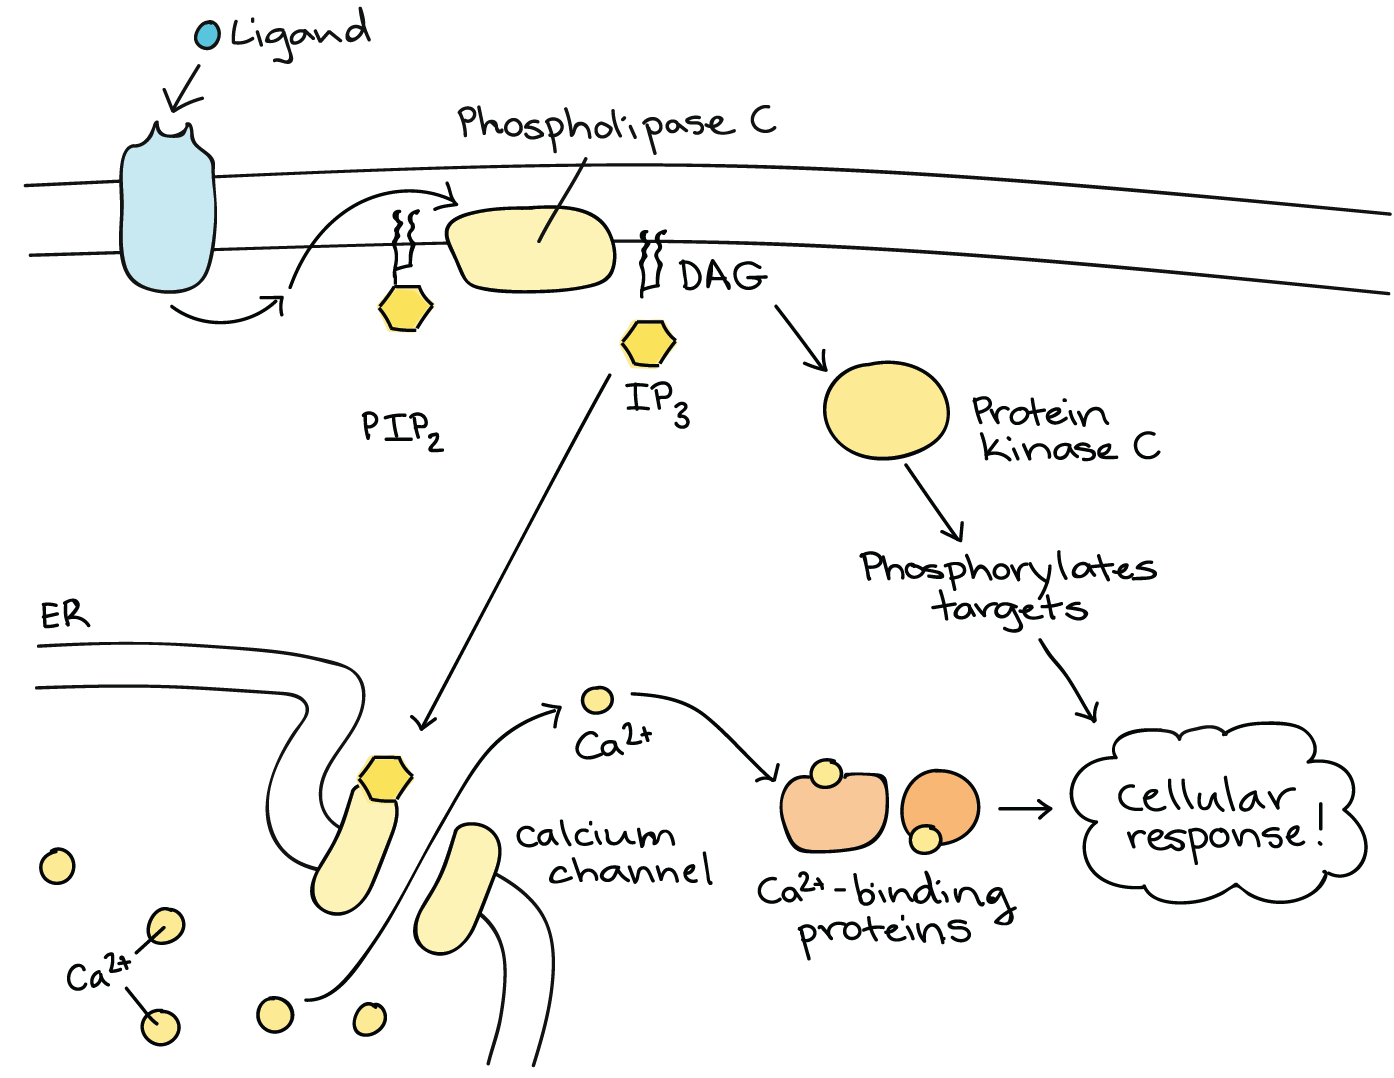 Ligand
Phospholipase C
DAG
IP3
PIP2
Protein
kinase C
Phosphorylates
targets
ER
Ca2+
calcium
channel
Ca2+
Ca2+-binding
proteins
Cellular
response!